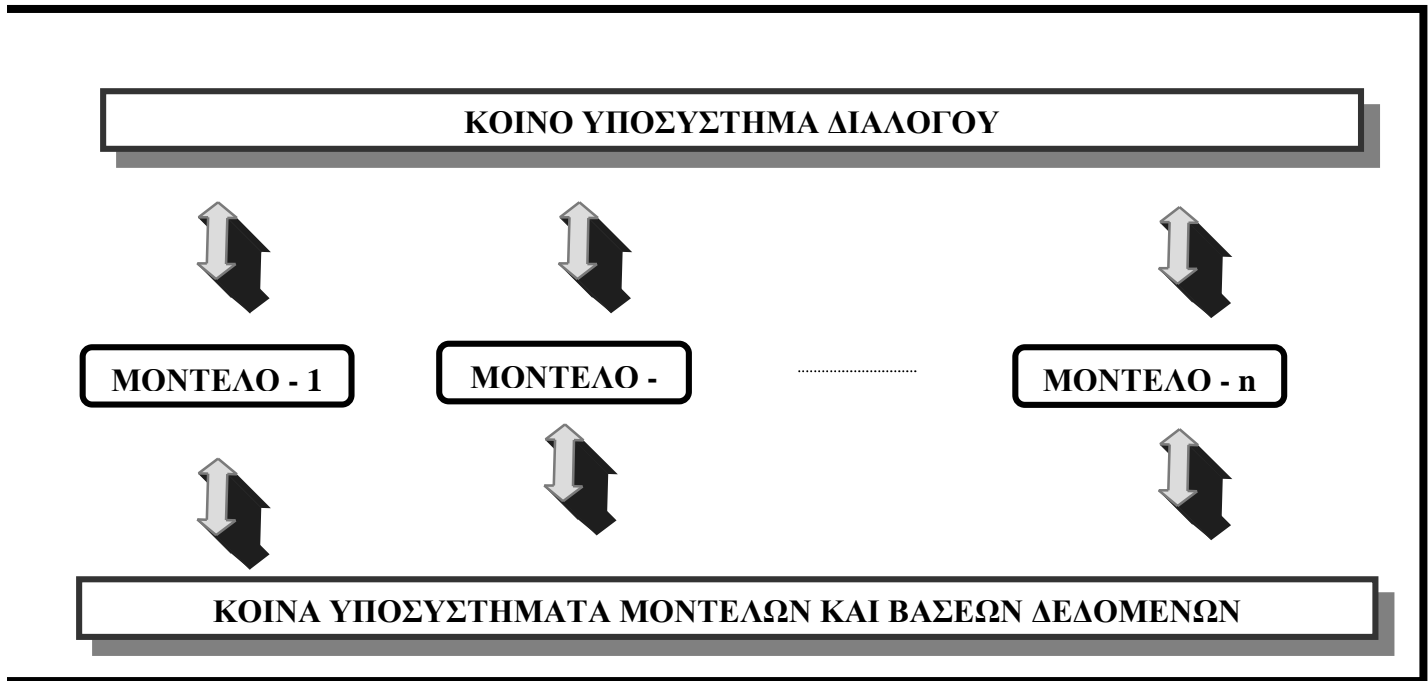 ΚΟΙΝΟ ΥΠΟΣΥΣΤΗΜΑ ΔΙΑΛΟΓΟΥ
ΜΟΝΤΕΛΟ - 1
ΜΟΝΤΕΛΟ -
..............................
ΜΟΝΤΕΛΟ - n
ΚΟΙΝΑ ΥΠΟΣΥΣΤΗΜΑΤΑ ΜΟΝΤΕΛΩΝ ΚΑΙ ΒΑΣΕΩΝ ΔΕΔΟΜΕΝΩΝ